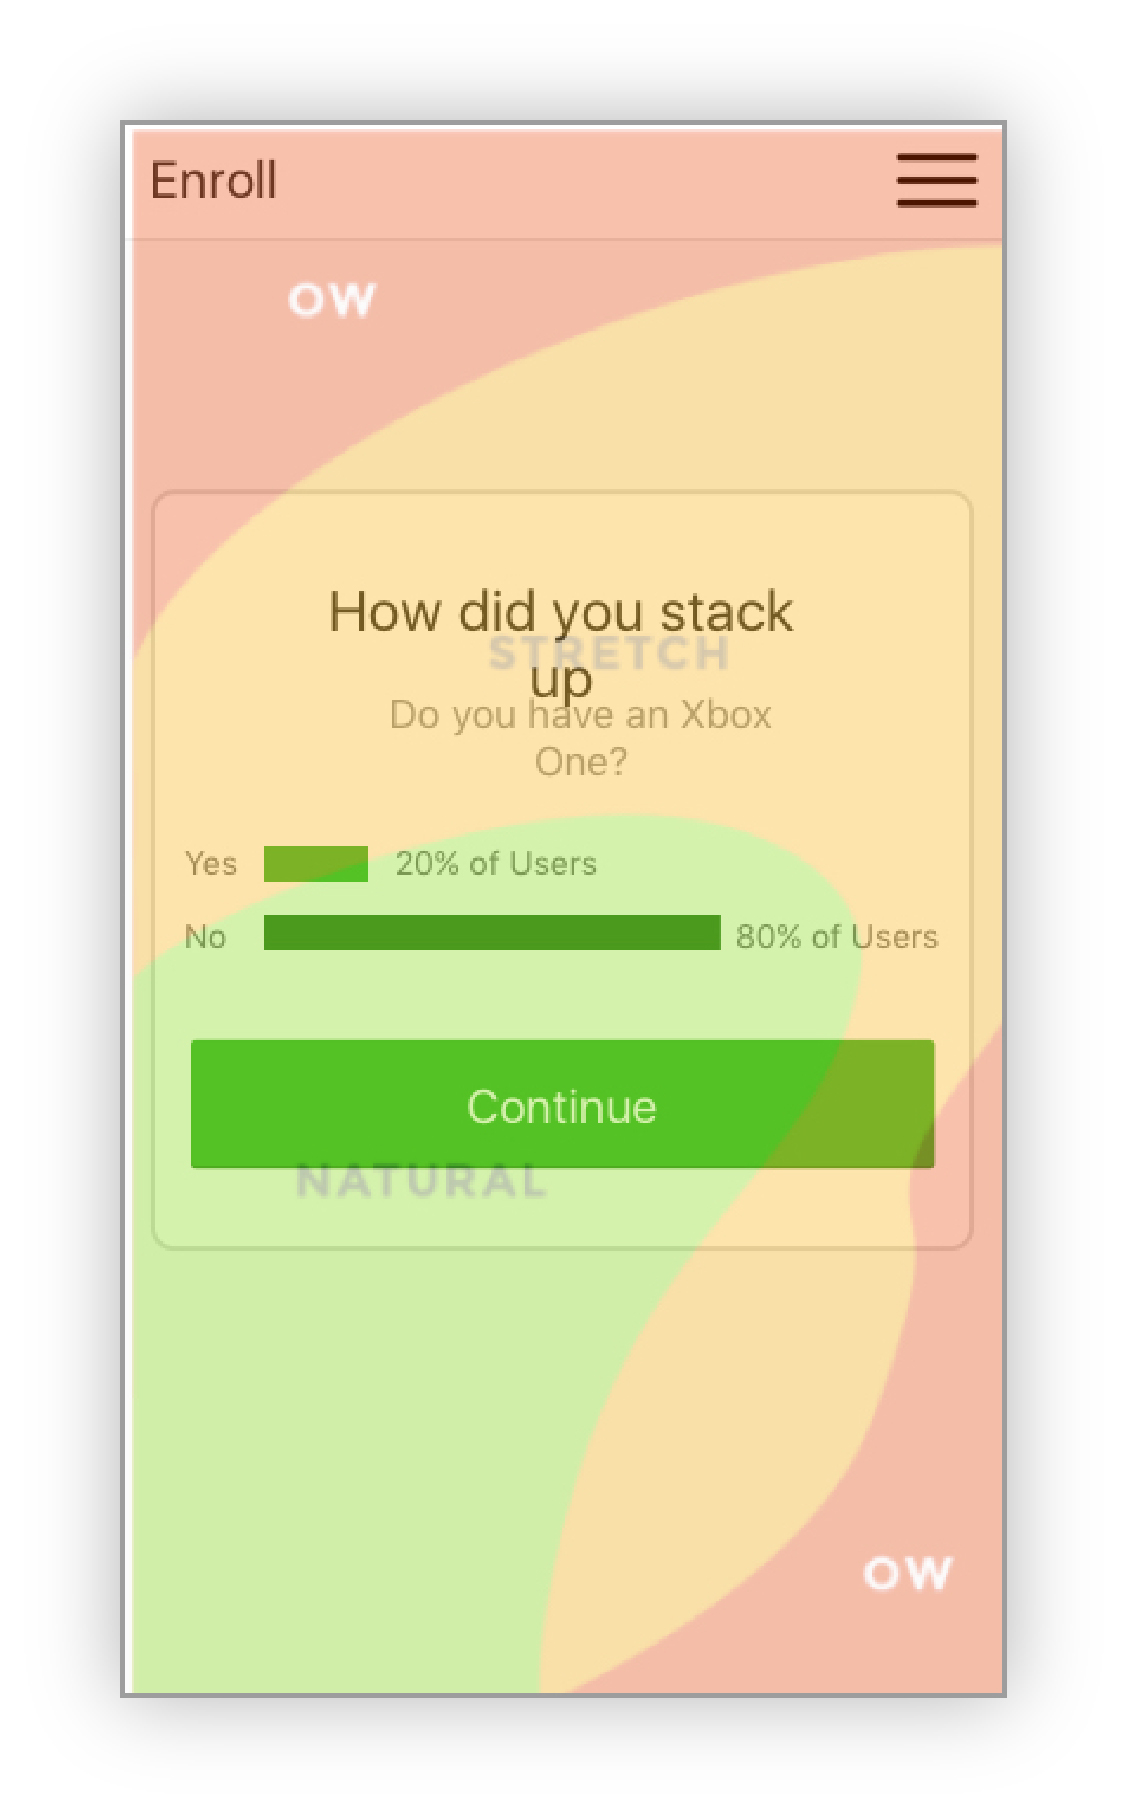 Enroll
OW
How did you stack
STRETCH
up
Do you have an Xbox
One?
Yes 20% of Users
No 80% of Users
Continue
NATURAL
OW